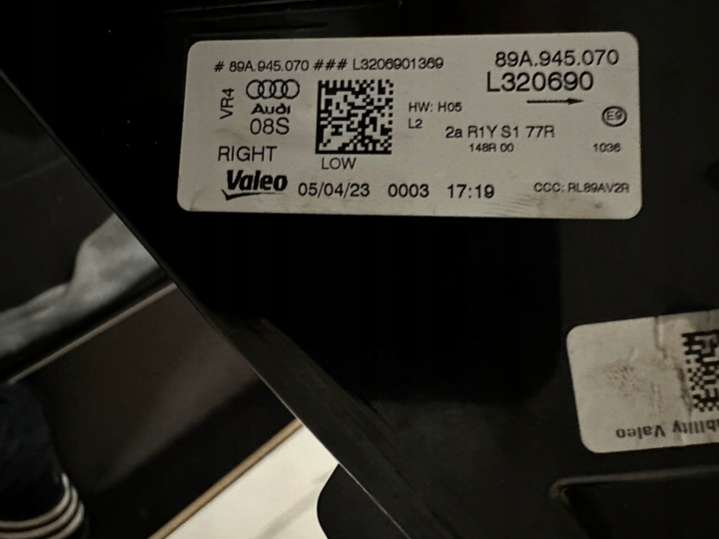 # 89A.945.070 ### L3206901369
89A.945.070
L320690
VR4
Audi
08S
HW: H05
L2
2a R1Y S1 77R
148R 00
E9
1036
RIGHT
LOW
Valeo
05/04/23 0003 17:19
CCC: RL89AV2R
ability Valeo